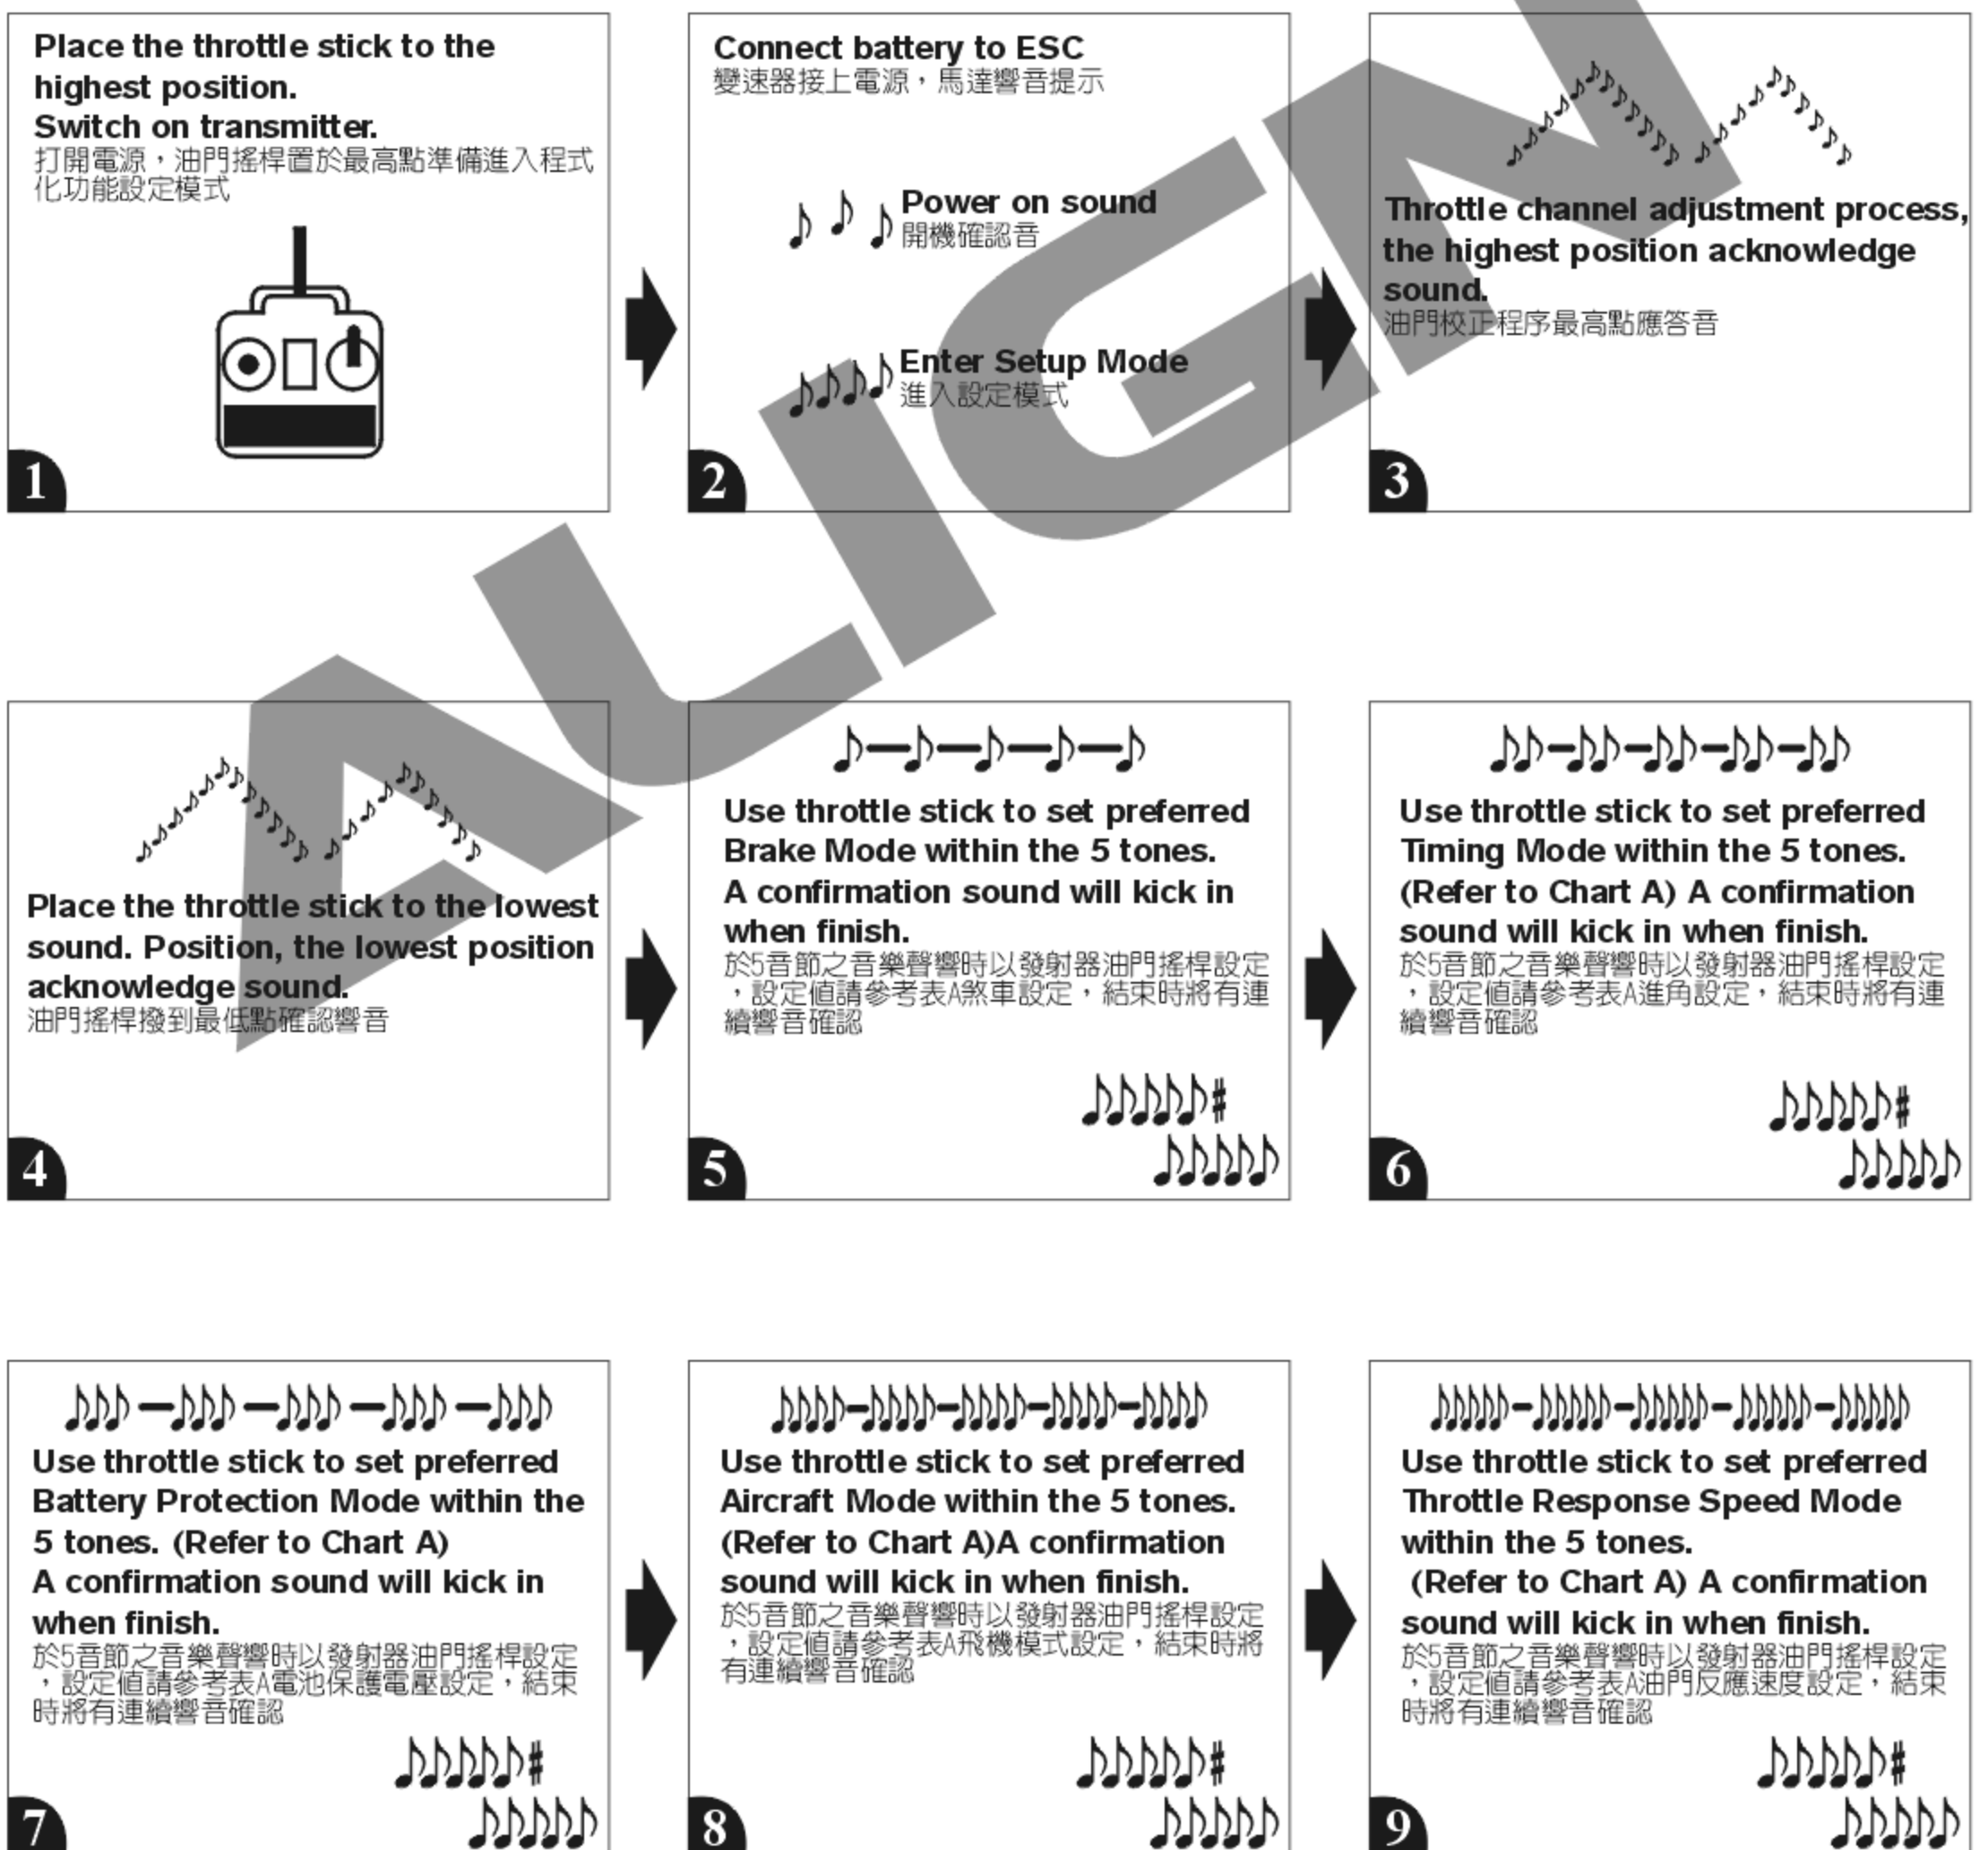 Place the throttle stick to the
highest position.
Switch on transmitter.
打開電源，油門搖桿置於最高點準備進入程式
化功能設定模式
1
Connect battery to ESC
變速器接上電源，馬達響音提示
Power on sound
開機確認音
Enter Setup Mode
進入設定模式
2
Throttle channel adjustment process,
the highest position acknowledge
sound.
油門校正程序最高點應答音
3
ALIGN
Place the throttle stick to the lowest
sound. Position, the lowest position
acknowledge sound.
油門搖桿撥到最低點確認響音
4
Use throttle stick to set preferred
Brake Mode within the 5 tones.
A confirmation sound will kick in
when finish.
於5音節之音樂聲響時以發射器油門搖桿設定
，設定值請參考表A煞車設定，結束時將有連
續響音確認
5
Use throttle stick to set preferred
Timing Mode within the 5 tones.
(Refer to Chart A) A confirmation
sound will kick in when finish.
於5音節之音樂聲響時以發射器油門搖桿設定
，設定值請參考表A進角設定，結束時將有連
續響音確認
6
Use throttle stick to set preferred
Battery Protection Mode within the
5 tones. (Refer to Chart A)
A confirmation sound will kick in
when finish.
於5音節之音樂聲響時以發射器油門搖桿設定
，設定值請參考表A電池保護電壓設定，結束
時將有連續響音確認
7
Use throttle stick to set preferred
Aircraft Mode within the 5 tones.
(Refer to Chart A)A confirmation
sound will kick in when finish.
於5音節之音樂聲響時以發射器油門搖桿設定
，設定值請參考表A飛機模式設定，結束時將
有連續響音確認
8
Use throttle stick to set preferred
Throttle Response Speed Mode
within the 5 tones.
(Refer to Chart A) A confirmation
sound will kick in when finish.
於5音節之音樂聲響時以發射器油門搖桿設定
，設定值請參考表A油門反應速度設定，結束
時將有連續響音確認
9